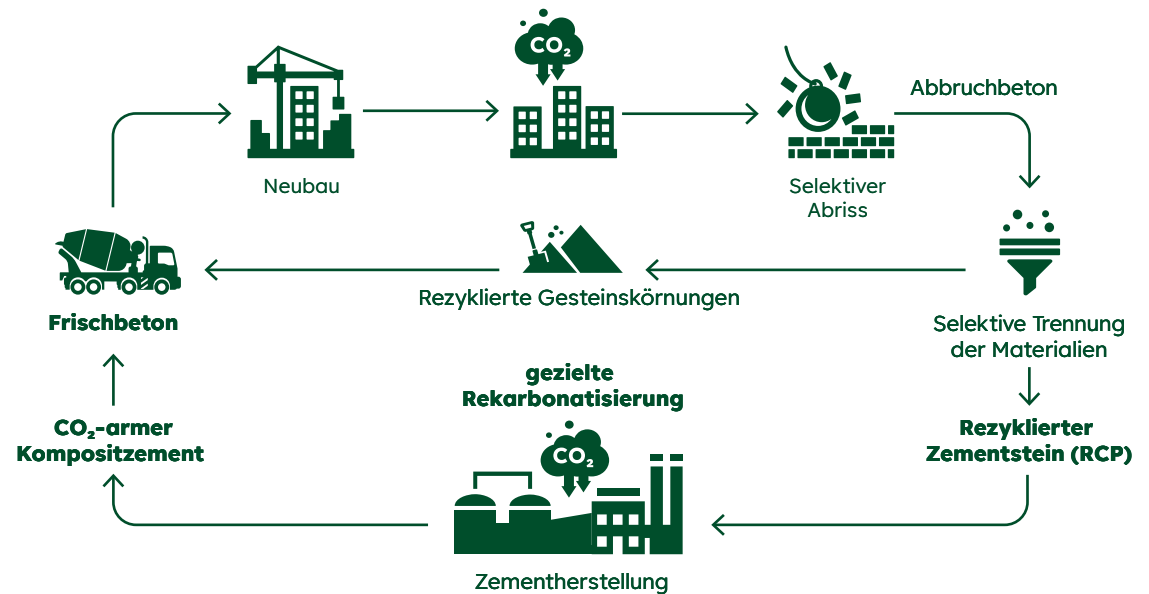 CO₂
Abbruchbeton
Neubau
Selektiver
Abriss
Rezyklierte Gesteinskörnungen
Frischbeton
Selektive Trennung
der Materialien
gezielte
Rekarbonatisierung
CO₂-armer
Kompositzement
Rezyklierter
Zementstein (RCP)
CO₂
Zementherstellung